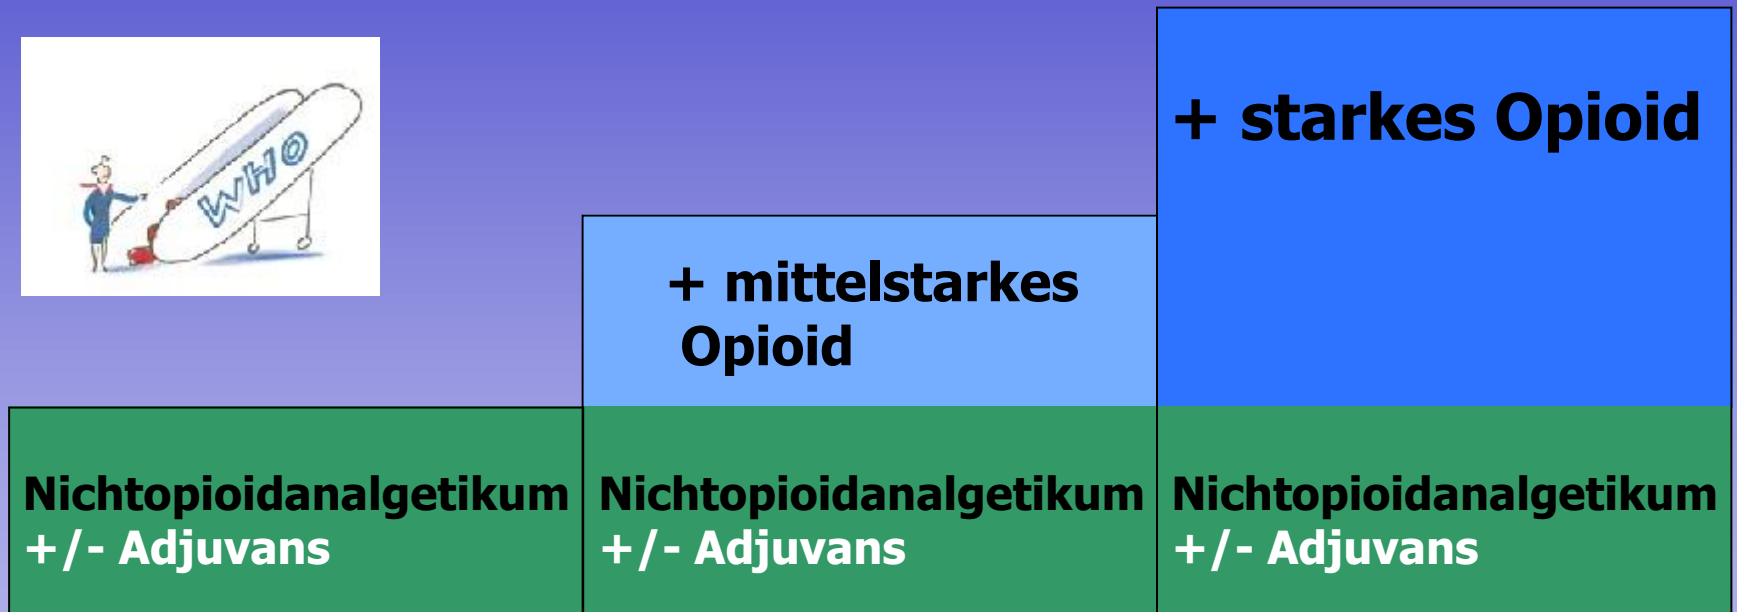 WHO
+ starkes Opioid
+ mittelstarkes
Opioid
Nichtopioidanalgetikum
+/- Adjuvans
Nichtopioidanalgetikum
+/- Adjuvans
Nichtopioidanalgetikum
+/- Adjuvans